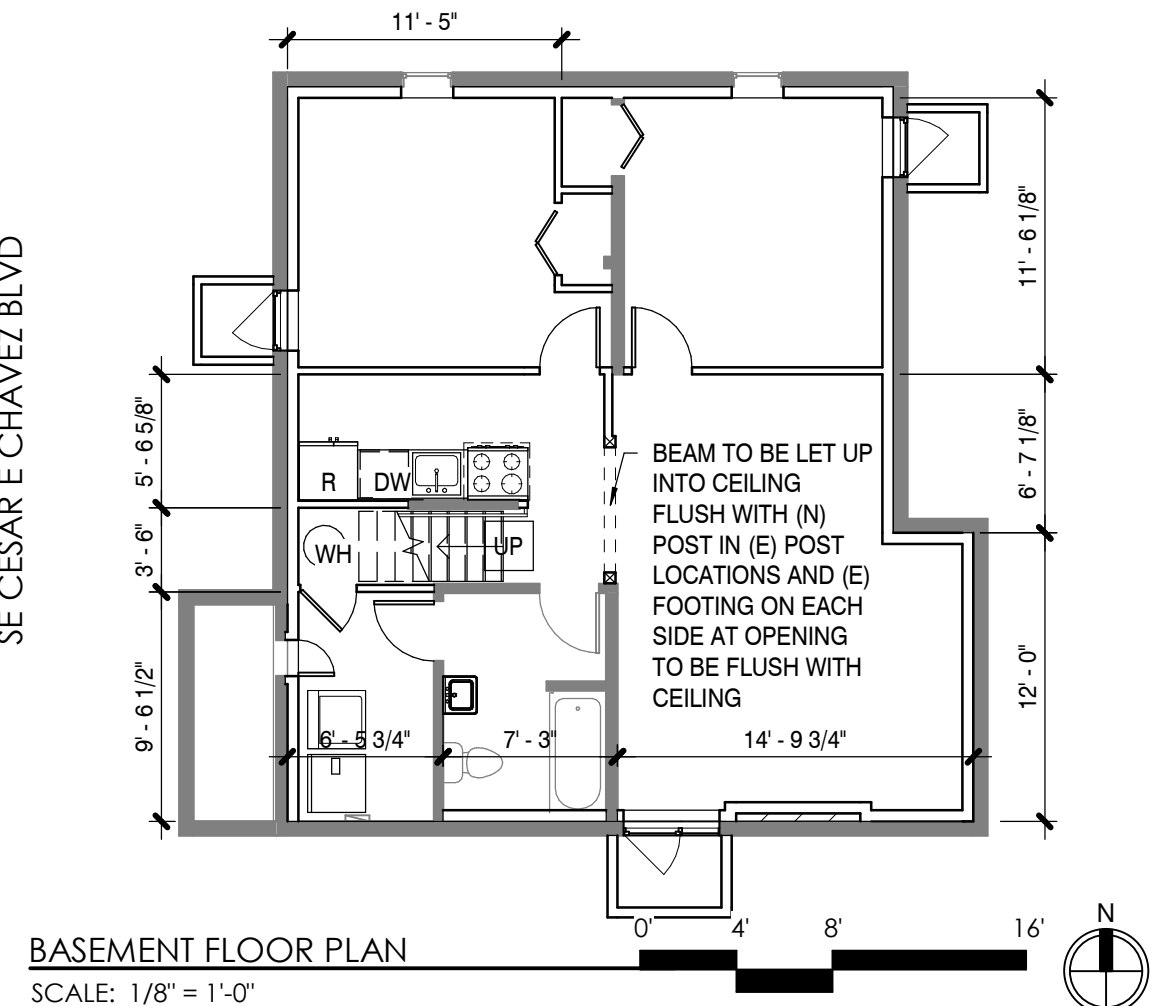 11' - 5"
SE CESAR E CHAVEZ BLVD
11' - 6 1/8"
5' - 6 5/8"
6' - 7 1/8"
3' - 6"
9' - 6 1/2"
12' - 0"
R
DW
WH
UP
BEAM TO BE LET UP
INTO CEILING
FLUSH WITH (N)
POST IN (E) POST
LOCATIONS AND (E)
FOOTING ON EACH
SIDE AT OPENING
TO BE FLUSH WITH
CEILING
6' - 5 3/4"
7' - 3"
14' - 9 3/4"
BASEMENT FLOOR PLAN
SCALE: 1/8" = 1'-0"
0'
4'
8'
16'
N